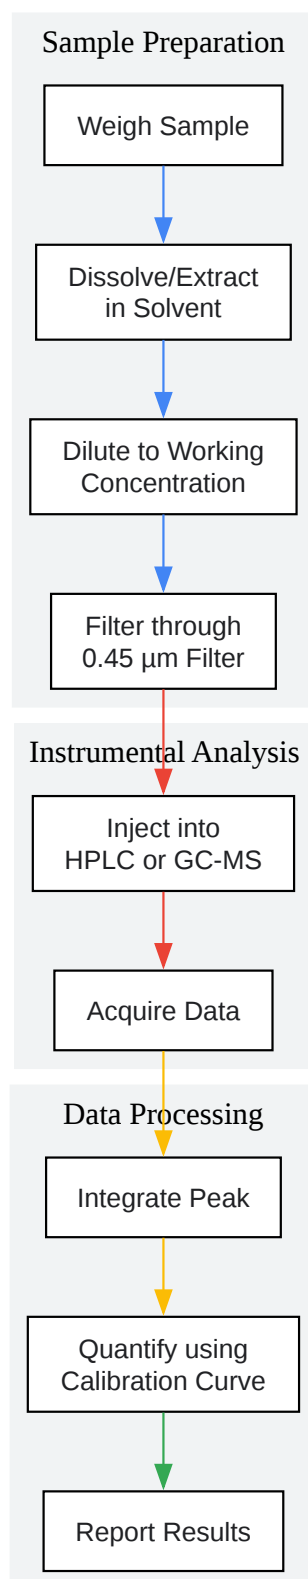 Sample Preparation
Weigh Sample
Dissolve/Extract
in Solvent
Dilute to Working
Concentration
Filter through
0.45 µm Filter
Instrumental Analysis
Inject into
HPLC or GC-MS
Acquire Data
Data Processing
Integrate Peak
Quantify using
Calibration Curve
Report Results